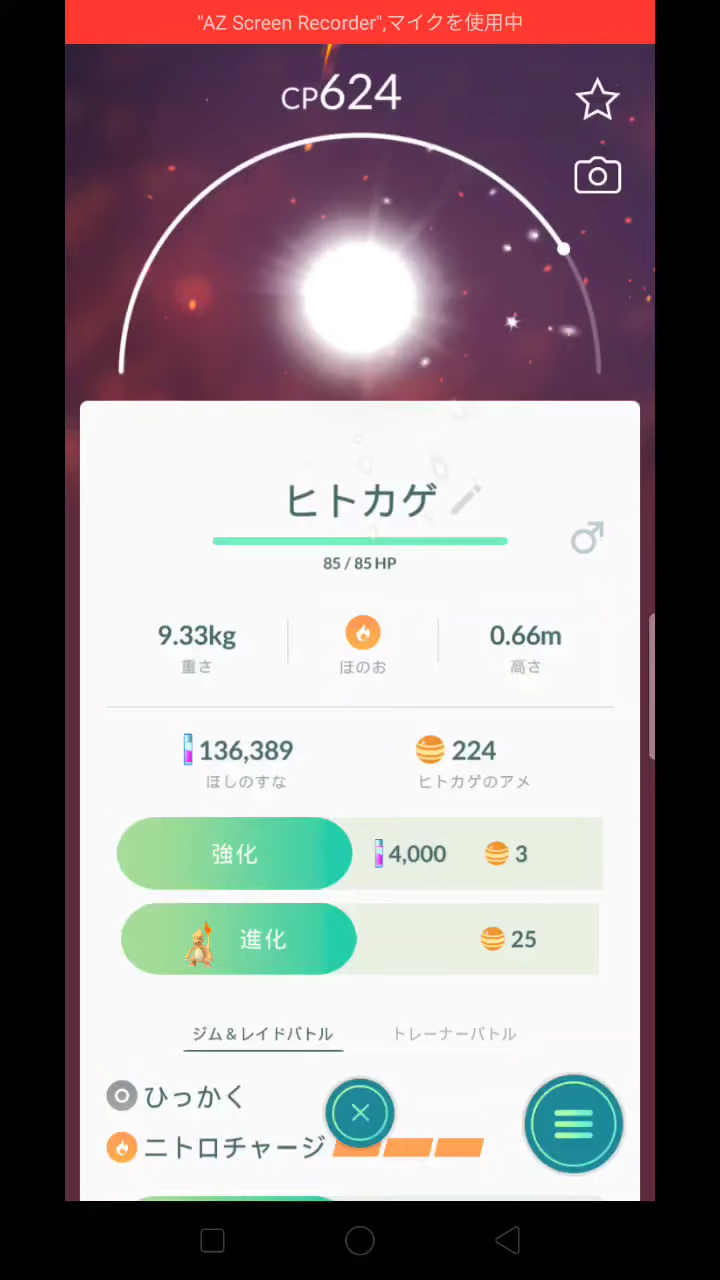 "AZ Screen Recorder",マイクを使用中
CP624
ヒトカゲ
85 / 85 HP
9.33kg
重さ
ほのお
0.66m
高さ
136,389
ほしのすな
224
ヒトカゲのアメ
強化 4,000 3
進化 25
ジム&レイドバトル トレーナーバトル
ひっかく
ニトロチャージ